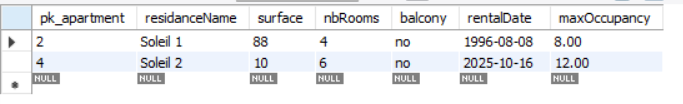 pk_apartment residanceName surface nbRooms balcony rentalDate maxOccupancy
2 Soleil 1 88 4 no 1996-08-08 8.00
4 Soleil 2 10 6 no 2025-10-16 12.00
NULL NULL NULL NULL NULL NULL NULL